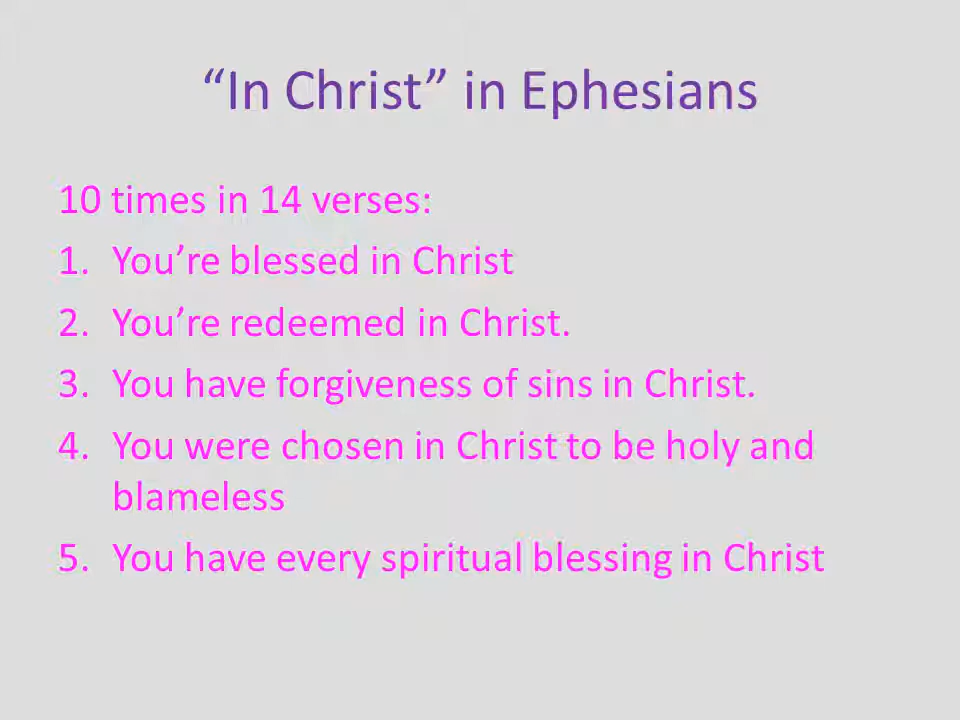 “In Christ” in Ephesians
10 times in 14 verses:
1. You’re blessed in Christ
2. You’re redeemed in Christ.
3. You have forgiveness of sins in Christ.
4. You were chosen in Christ to be holy and
blameless
5. You have every spiritual blessing in Christ